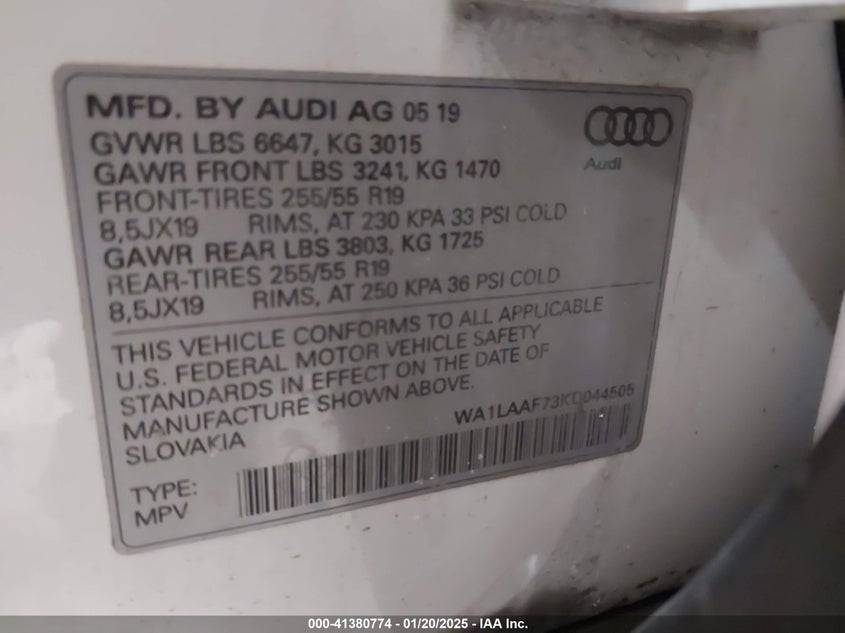 MFD. BY AUDI AG 05 19
GVWR LBS 6647, KG 3015
GAWR FRONT LBS 3241, KG 1470
FRONT-TIRES 255/55 R19
8,5JX19 RIMS, AT 230 KPA 33 PSI COLD
GAWR REAR LBS 3803, KG 1725
REAR-TIRES 255/55 R19
8,5JX19 RIMS, AT 250 KPA 36 PSI COLD
Audi
THIS VEHICLE CONFORMS TO ALL APPLICABLE
U.S. FEDERAL MOTOR VEHICLE SAFETY
STANDARDS IN EFFECT ON THE DATE OF
MANUFACTURE SHOWN ABOVE.
SLOVAKIA
WA1LAAF73KD044505
TYPE:
MPV
000-41380774 - 01/20/2025 - IAA Inc.